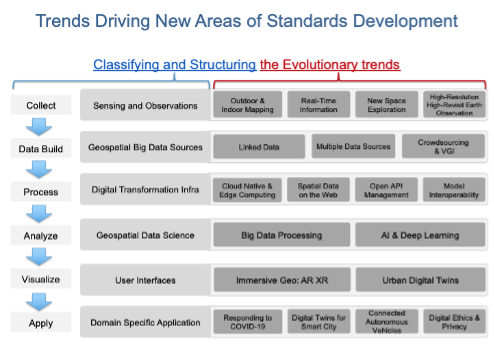 Trends Driving New Areas of Standards Development
Classifying and Structuring the Evolutionary trends
Collect
Sensing and Observations
Outdoor &
Indoor Mapping
Real-Time
Information
New Space
Exploration
High-Resolution
High-Revisit Earth
Observation
Data Build
Geospatial Big Data Sources
Linked Data
Multiple Data Sources
Crowdsourcing
& VGI
Process
Digital Transformation Infra
Cloud Native &
Edge Computing
Spatial Data
on the Web
Open API
Management
Model
Interoperability
Analyze
Geospatial Data Science
Big Data Processing
AI & Deep Learning
Visualize
User Interfaces
Immersive Geo: AR XR
Urban Digital Twins
Apply
Domain Specific Application
Responding to
COVID-19
Digital Twins for
Smart City
Connected
Autonomous
Vehicles
Digital Ethics &
Privacy